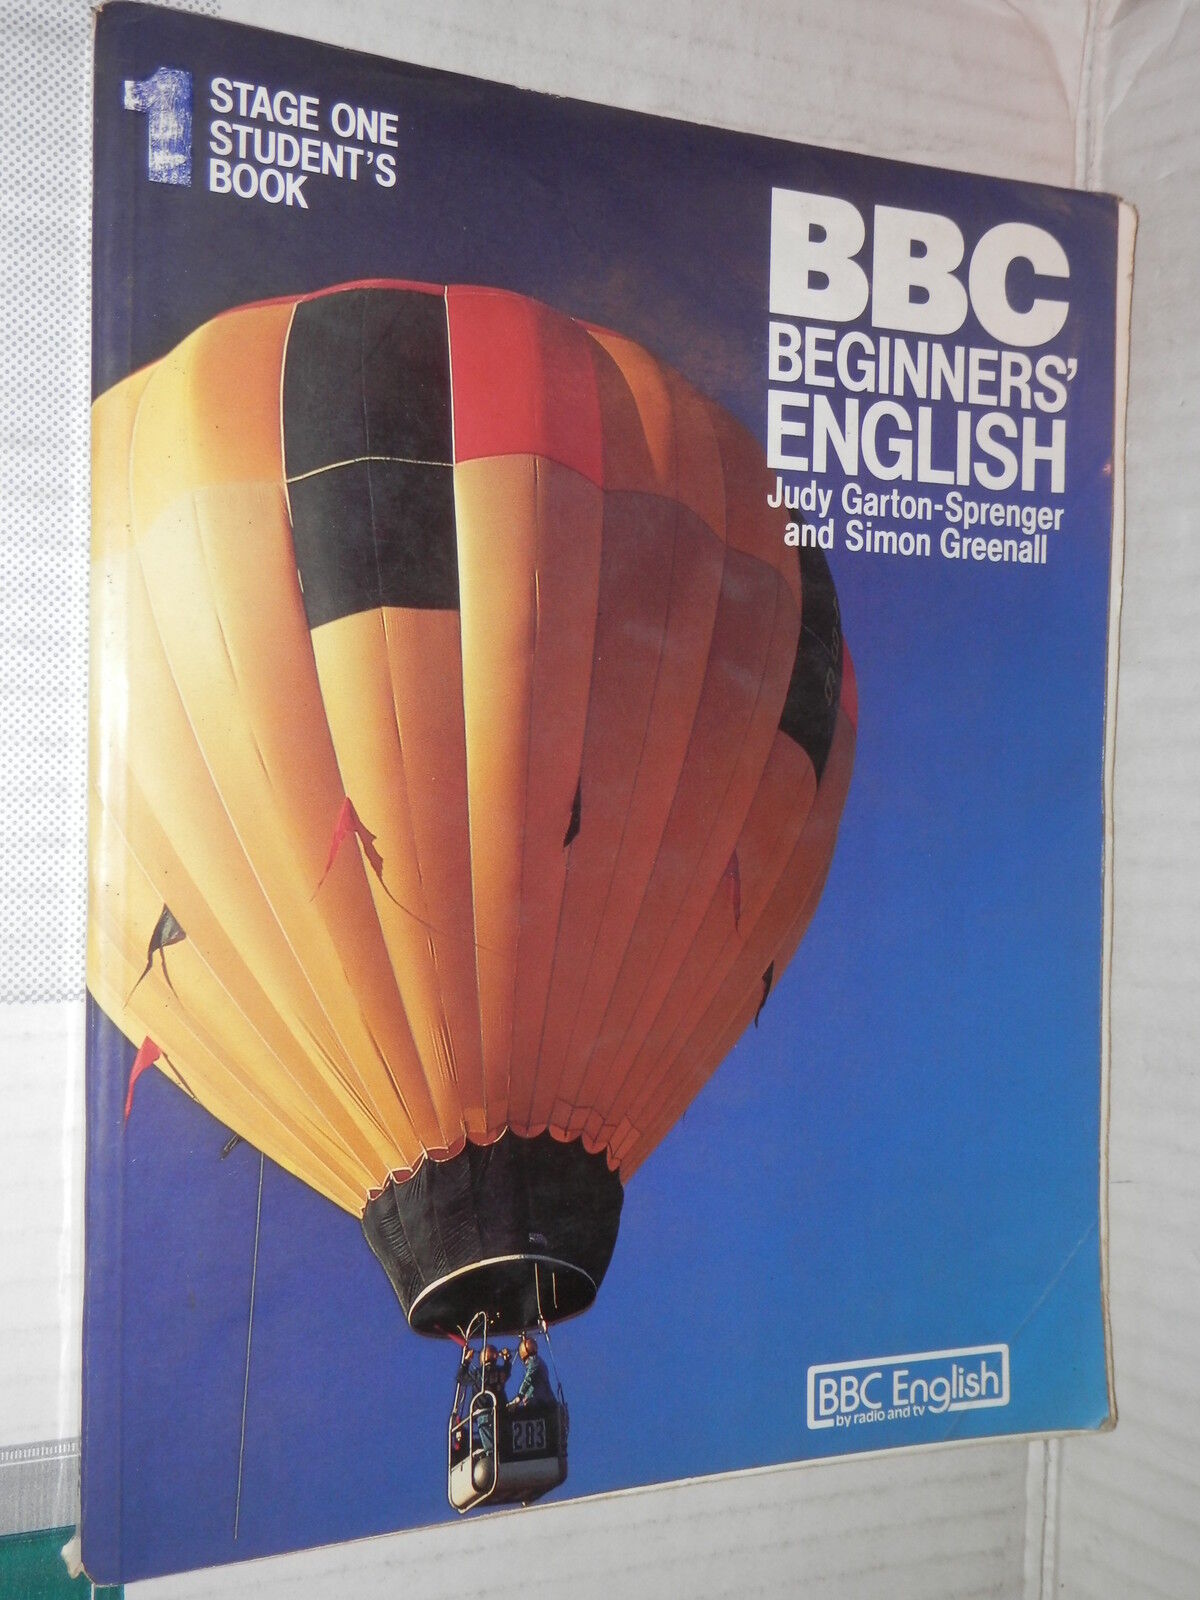 1
STAGE ONE
STUDENT'S
BOOK
BBC
BEGINNERS'
ENGLISH
Judy Garton-Sprenger
and Simon Greenall
203
BBC English
by radio and tv